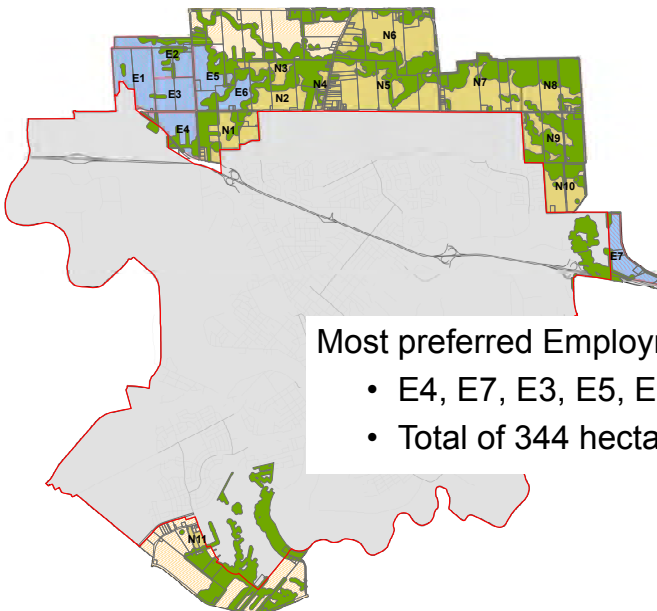 N6
E2
E1
E5
N3
N7
E3
E6
N4
N5
N8
N2
E4
N1
N9
N10
E7
Most preferred Employ
• E4, E7, E3, E5, E
• Total of 344 hecta
N11